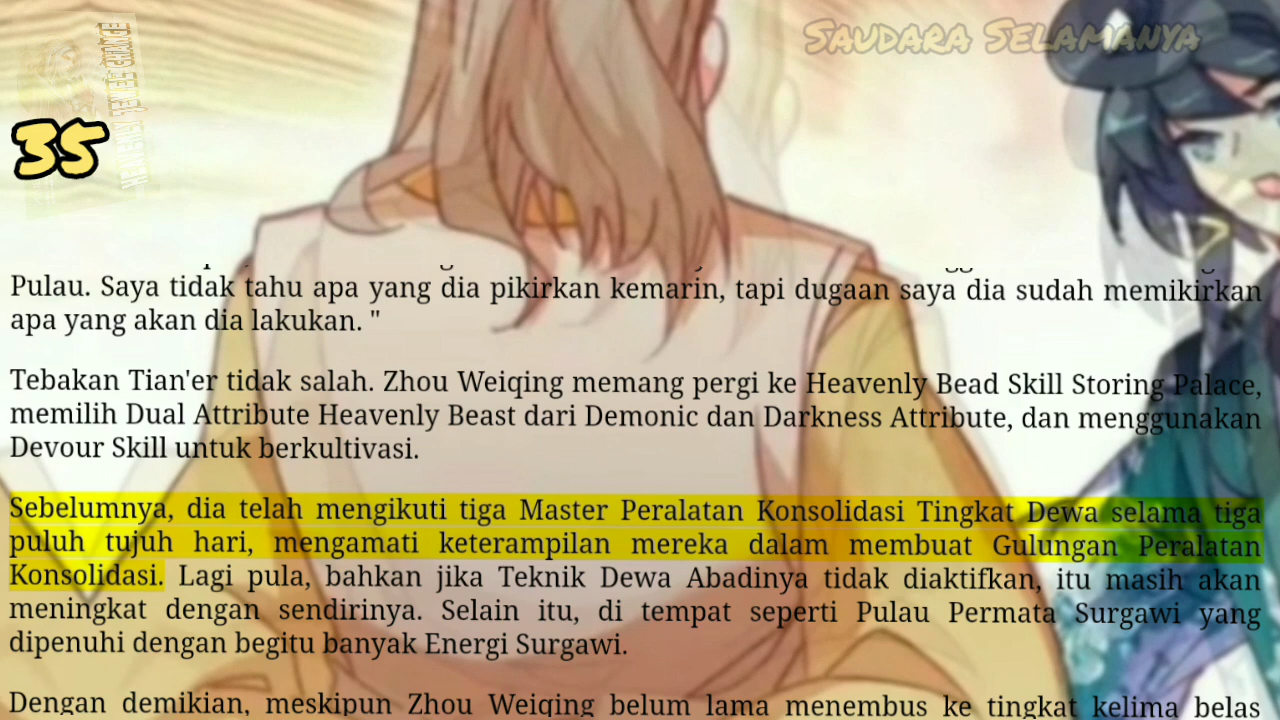 Saudara Selamanya
35
Pulau. Saya tidak tahu apa yang dia pikirkan kemarin, tapi dugaan saya dia sudah memikirkan
apa yang akan dia lakukan. "
Tebakan Tian'er tidak salah. Zhou Weiqing memang pergi ke Heavenly Bead Skill Storing Palace,
memilih Dual Attribute Heavenly Beast dari Demonic dan Darkness Attribute, dan menggunakan
Devour Skill untuk berkultivasi.
Sebelumnya, dia telah mengikuti tiga Master Peralatan Konsolidasi Tingkat Dewa selama tiga
puluh tujuh hari, mengamati keterampilan mereka dalam membuat Gulungan Peralatan
Konsolidasi. Lagi pula, bahkan jika Teknik Dewa Abadinya tidak diaktifkan, itu masih akan
meningkat dengan sendirinya. Selain itu, di tempat seperti Pulau Permata Surgawi yang
dipenuhi dengan begitu banyak Energi Surgawi.
Dengan demikian, meskipun Zhou Weiqing belum lama menembus ke tingkat kelima belas